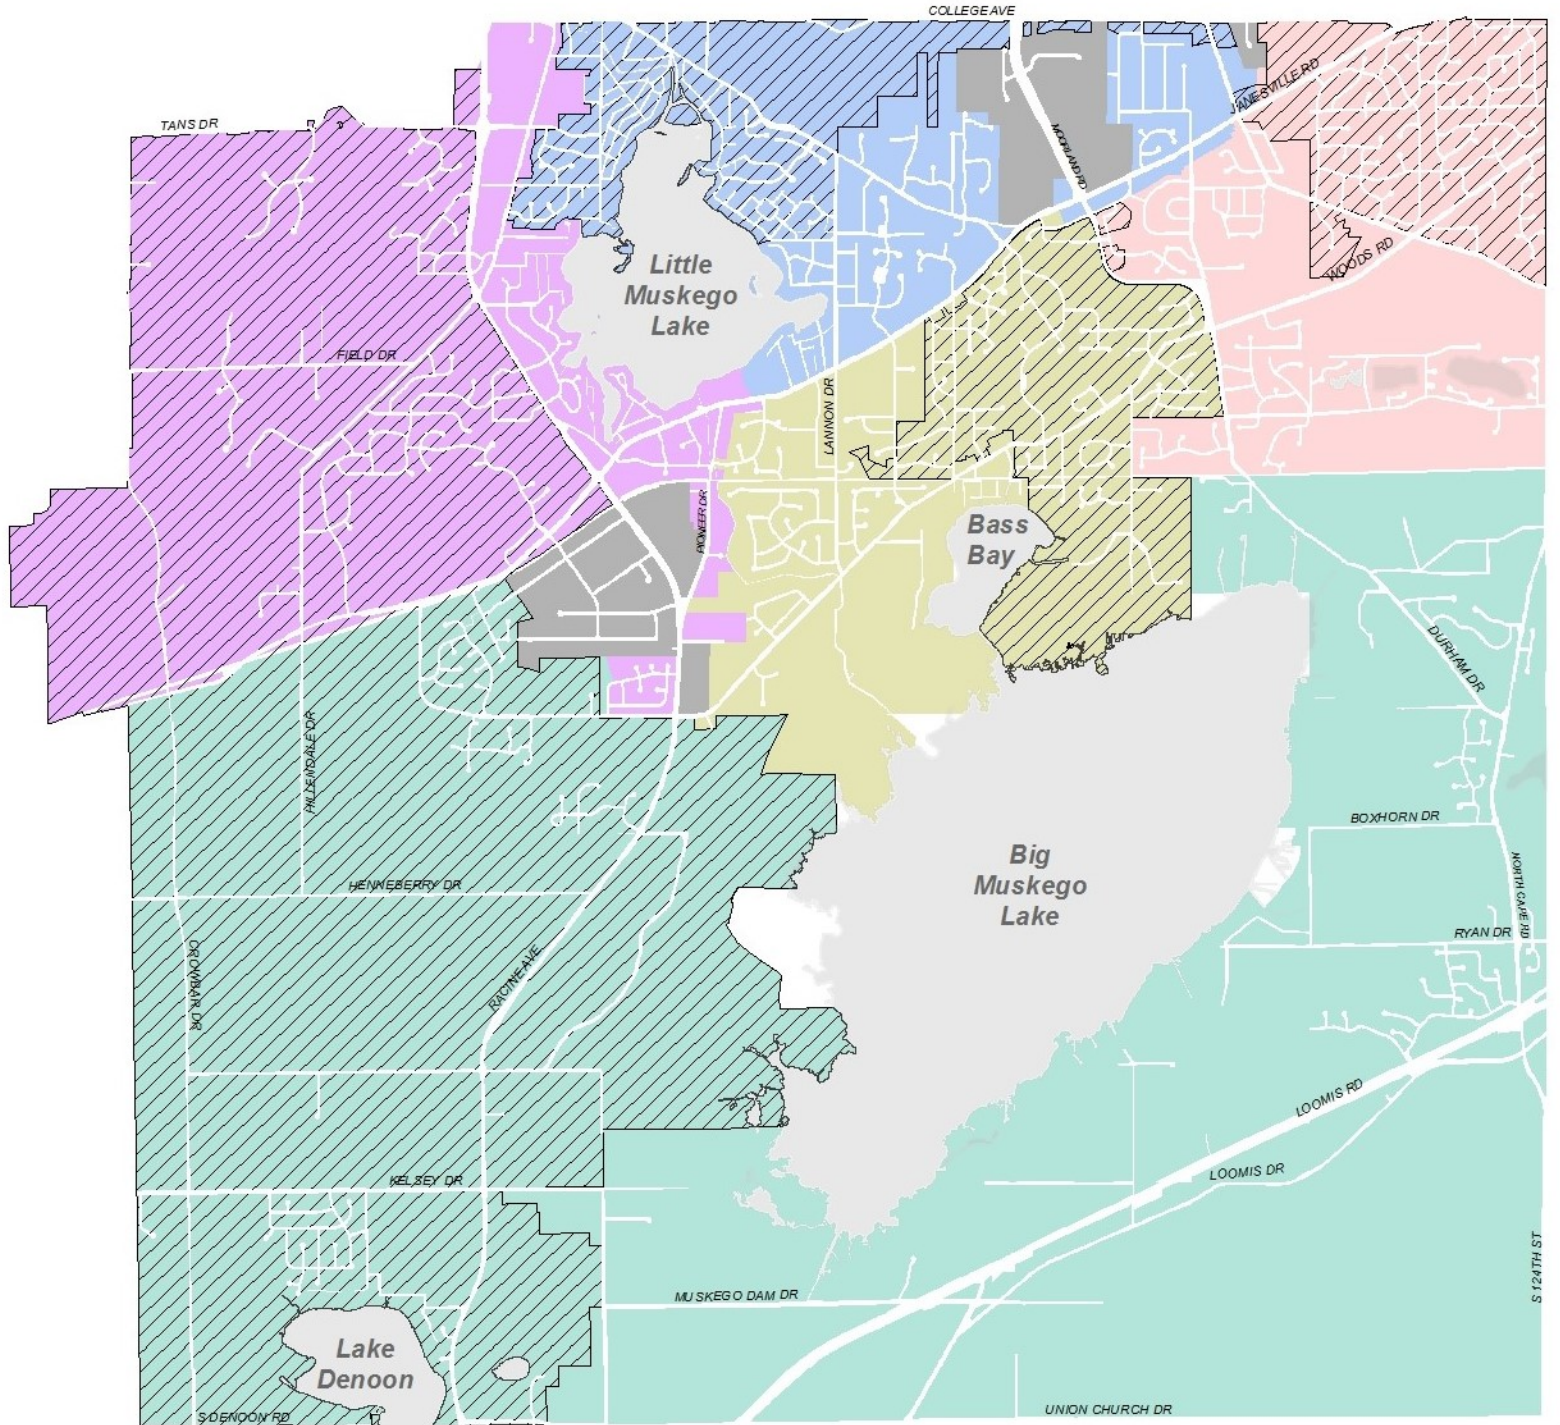 COLLEGE AVE
JANESVILLE RD
TANS DR
MOORLAND RD
WOODS RD
Little
Muskego
Lake
FIELD DR
LANNON DR
PIONEER DR
Bass
Bay
DURHAM DR
HILLENDALE DR
BOXHORN DR
Big
Muskego
Lake
HENNEBERRY DR
NORTH CAPE RD
RYAN DR
CROWBAR DR
RACINE AVE
LOOMIS RD
LOOMIS DR
KELSEY DR
S 124TH ST
MUSKEGO DAM DR
Lake
Denoon
S DENOON RD
UNION CHURCH DR